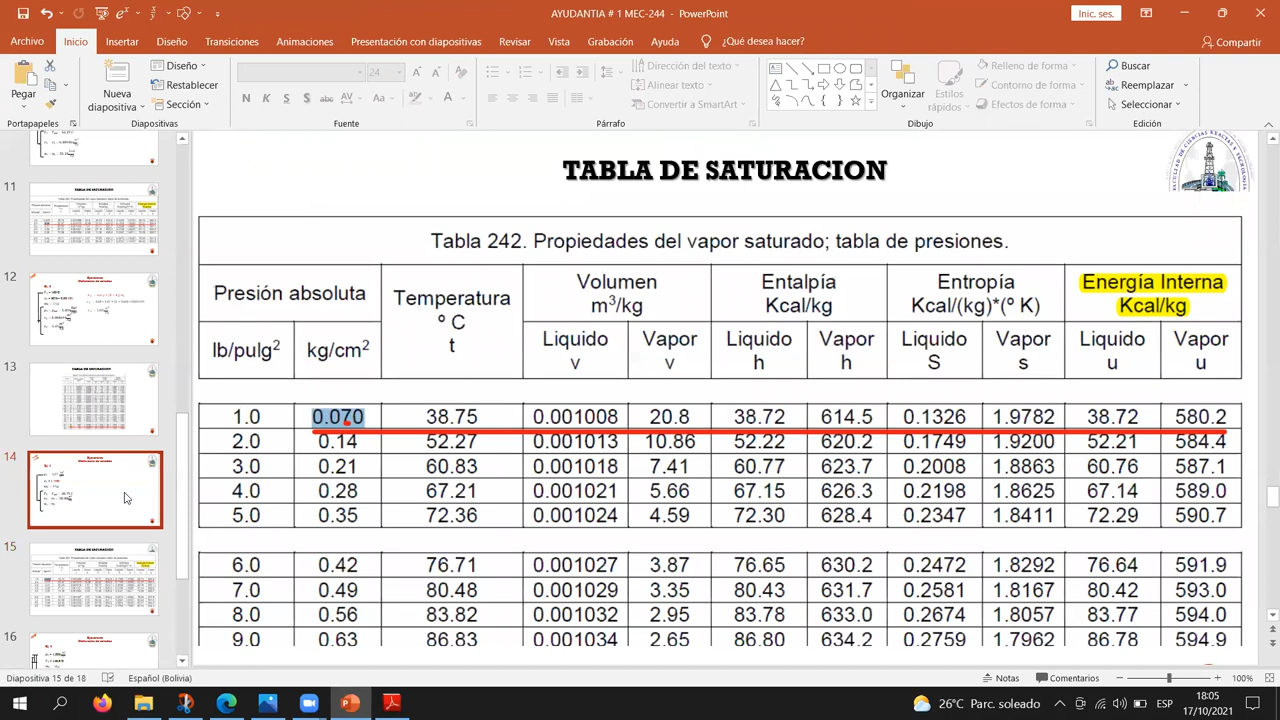 AYUDANTIA # 1 MEC-244 - PowerPoint
Inic. ses.
Archivo Inicio Insertar Diseño Transiciones Animaciones Presentación con diapositivas Revisar Vista Grabación Ayuda ¿Qué desea hacer? Compartir
Pegar
Nueva diapositiva
Diseño
Restablecer
Sección
24
N K S S abc AV Aa A
Dirección del texto
Alinear texto
Convertir a SmartArt
Organizar
Estilos rápidos
Relleno de forma
Contorno de forma
Efectos de forma
Buscar
Reemplazar
Seleccionar
Portapapeles Diapositivas Fuente Párrafo Dibujo Edición
11
TABLA DE SATURACION
12
13
TABLA DE SATURACION
14
15
TABLA DE SATURACION
16
TABLA DE SATURACION
Tabla 242. Propiedades del vapor saturado; tabla de presiones.
Presión absoluta Temperatura º C t Volumen m³/kg Entalpía Kcal/kg Entropía Kcal/(kg)*(º K) Energía Interna Kcal/kg
lb/pulg² kg/cm² Liquido v Vapor v Liquido h Vapor h Liquido S Vapor s Liquido u Vapor u
1.0 0.070 38.75 0.001008 20.8 38.72 614.5 0.1326 1.9782 38.72 580.2
2.0 0.14 52.27 0.001013 10.86 52.22 620.2 0.1749 1.9200 52.21 584.4
3.0 0.21 60.83 0.001018 7.41 60.77 623.7 0.2008 1.8863 60.76 587.1
4.0 0.28 67.21 0.001021 5.66 67.15 626.3 0.2198 1.8625 67.14 589.0
5.0 0.35 72.36 0.001024 4.59 72.30 628.4 0.2347 1.8411 72.29 590.7
6.0 0.42 76.71 0.001027 3.87 76.65 630.2 0.2472 1.8292 76.64 591.9
7.0 0.49 80.48 0.001029 3.35 80.43 631.7 0.2581 1.8167 80.42 593.0
8.0 0.56 83.82 0.001032 2.95 83.78 633.0 0.2674 1.8057 83.77 594.0
9.0 0.63 86.83 0.001034 2.65 86.80 634.2 0.2759 1.7962 86.78 594.9
Diapositiva 15 de 18 Español (Bolivia) Notas Comentarios 100%
26°C Parc. soleado ESP 18:05
17/10/2021